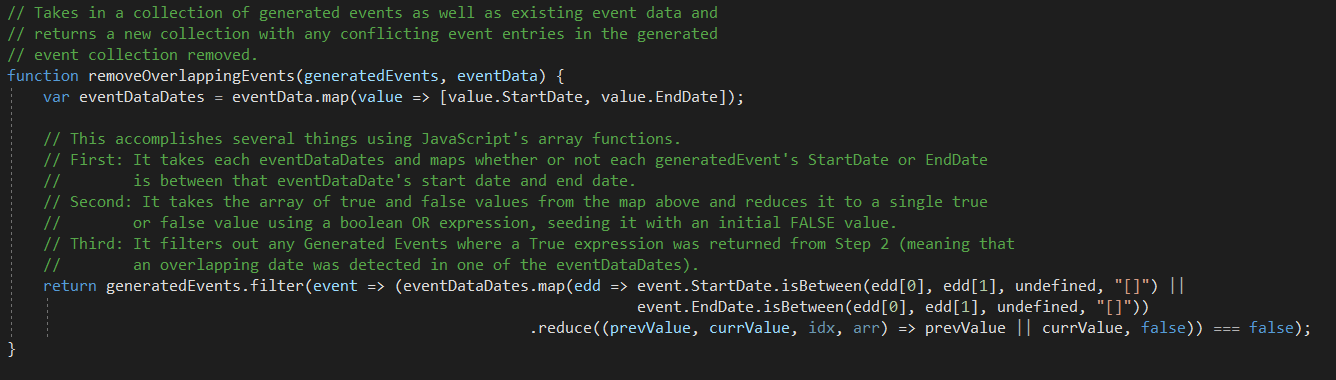 // Takes in a collection of generated events as well as existing event data and
// returns a new collection with any conflicting event entries in the generated
// event collection removed.
function removeOverlappingEvents(generatedEvents, eventData) {
    var eventDataDates = eventData.map(value => [value.StartDate, value.EndDate]);

    // This accomplishes several things using JavaScript's array functions.
    // First: It takes each eventDataDates and maps whether or not each generatedEvent's StartDate or EndDate
    //        is between that eventDataDate's start date and end date.
    // Second: It takes the array of true and false values from the map above and reduces it to a single true
    //        or false value using a boolean OR expression, seeding it with an initial FALSE value.
    // Third: It filters out any Generated Events where a True expression was returned from Step 2 (meaning that
    //        an overlapping date was detected in one of the eventDataDates).
    return generatedEvents.filter(event => (eventDataDates.map(edd => event.StartDate.isBetween(edd[0], edd[1], undefined, "[]") ||
                                                                      event.EndDate.isBetween(edd[0], edd[1], undefined, "[]"))
                                                          .reduce((prevValue, currValue, idx, arr) => prevValue || currValue, false)) === false);
}